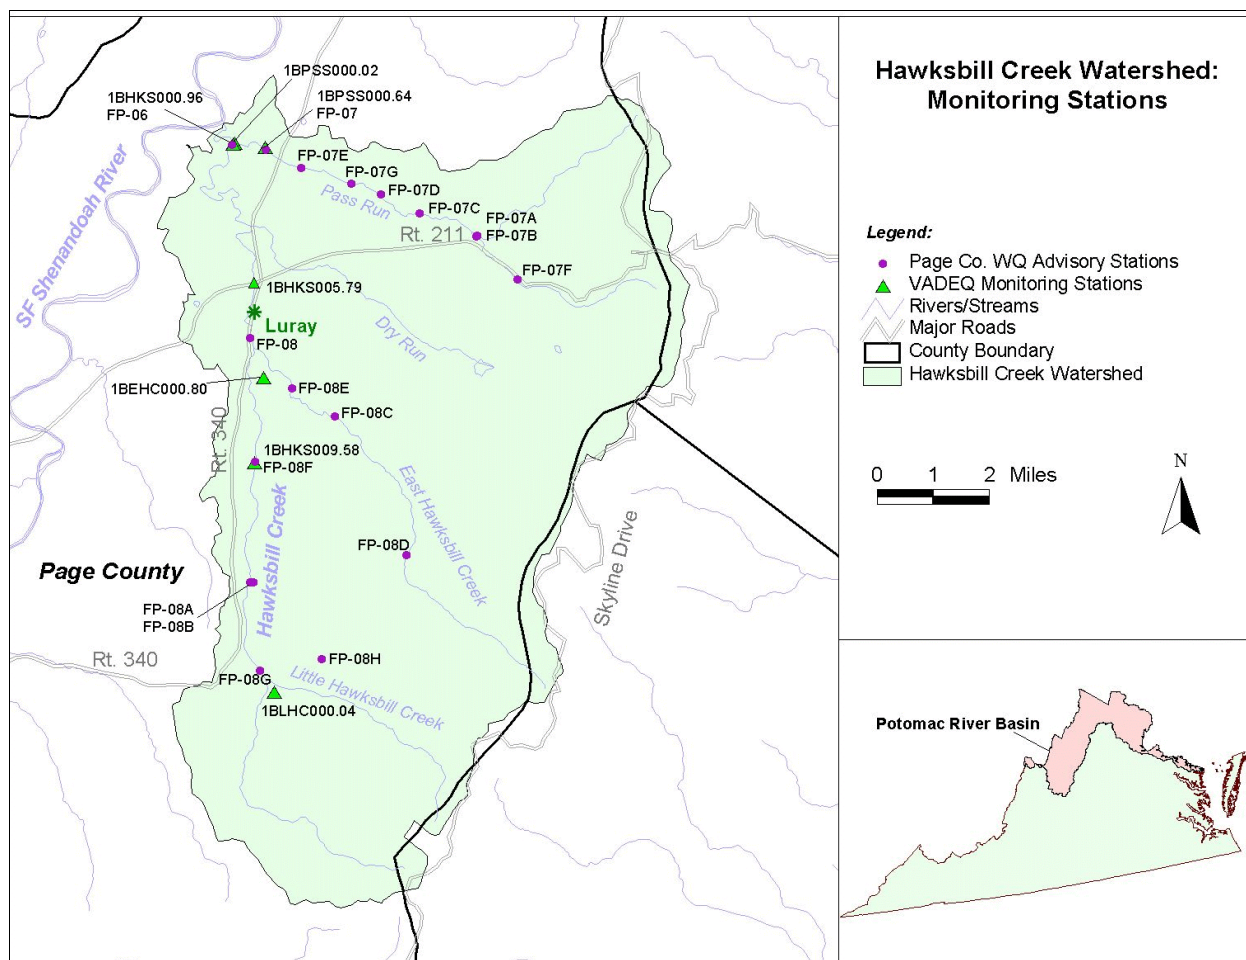 Hawksbill Creek Watershed:
Monitoring Stations
1BPSS000.02
1BHKS000.96
FP-06
1BPSS000.64
FP-07
FP-07E
FP-07G
FP-07D
FP-07C
FP-07A
FP-07B
FP-07F
Pass Run
Rt. 211
SF Shenandoah River
1BHKS005.79
Luray
FP-08
Dry Run
1BEHC000.80
FP-08E
FP-08C
Rt. 340
1BHKS009.58
FP-08F
East Hawksbill Creek
Hawksbill Creek
FP-08D
Skyline Drive
Page County
FP-08A
FP-08B
Rt. 340
FP-08H
FP-08G
Little Hawksbill Creek
1BLHC000.04
Legend:
Page Co. WQ Advisory Stations
VADEQ Monitoring Stations
Rivers/Streams
Major Roads
County Boundary
Hawksbill Creek Watershed
0 1 2 Miles
N
Potomac River Basin